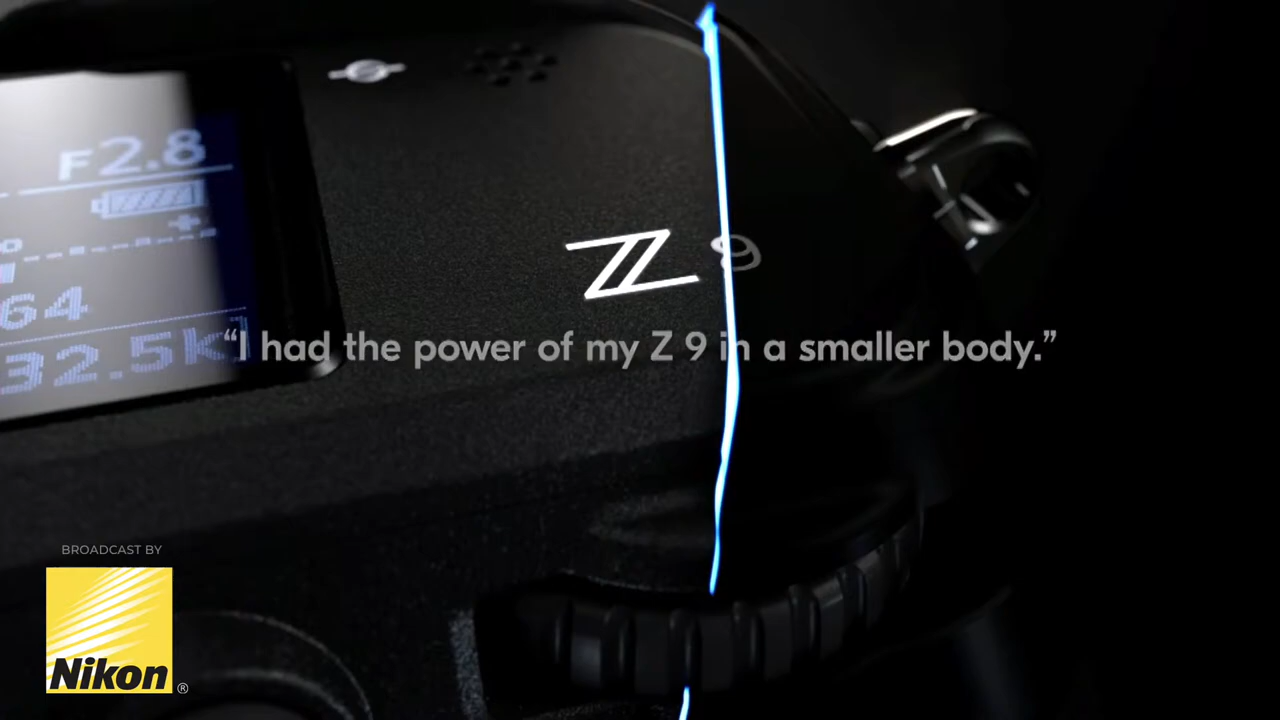 F2.8
64
32.5k
Z 9
“I had the power of my Z 9 in a smaller body.”
BROADCAST BY
Nikon®